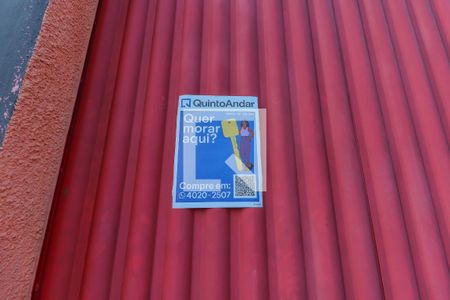 QuintoAndar
Quer
morar
aqui?
Compre em:
4020-2507